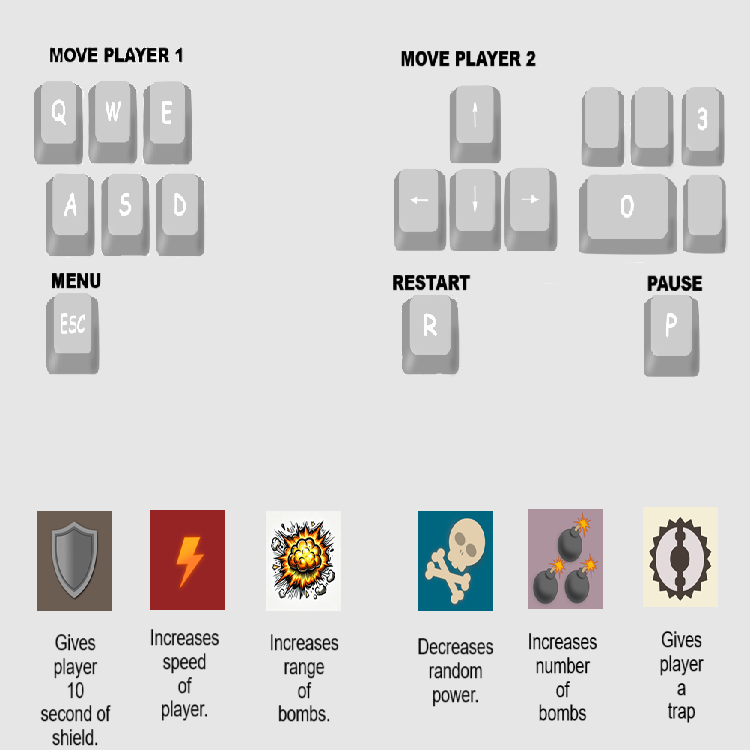 MOVE PLAYER 1
MOVE PLAYER 2
Q W E
↑
3
A S D
← ↓ →
0
MENU
RESTART
PAUSE
ESC
R
P
Gives
player
10
second of
shield.
Increases
speed
of
player.
Increases
range
of
bombs.
Decreases
random
power.
Increases
number
of
bombs
Gives
player
a
trap